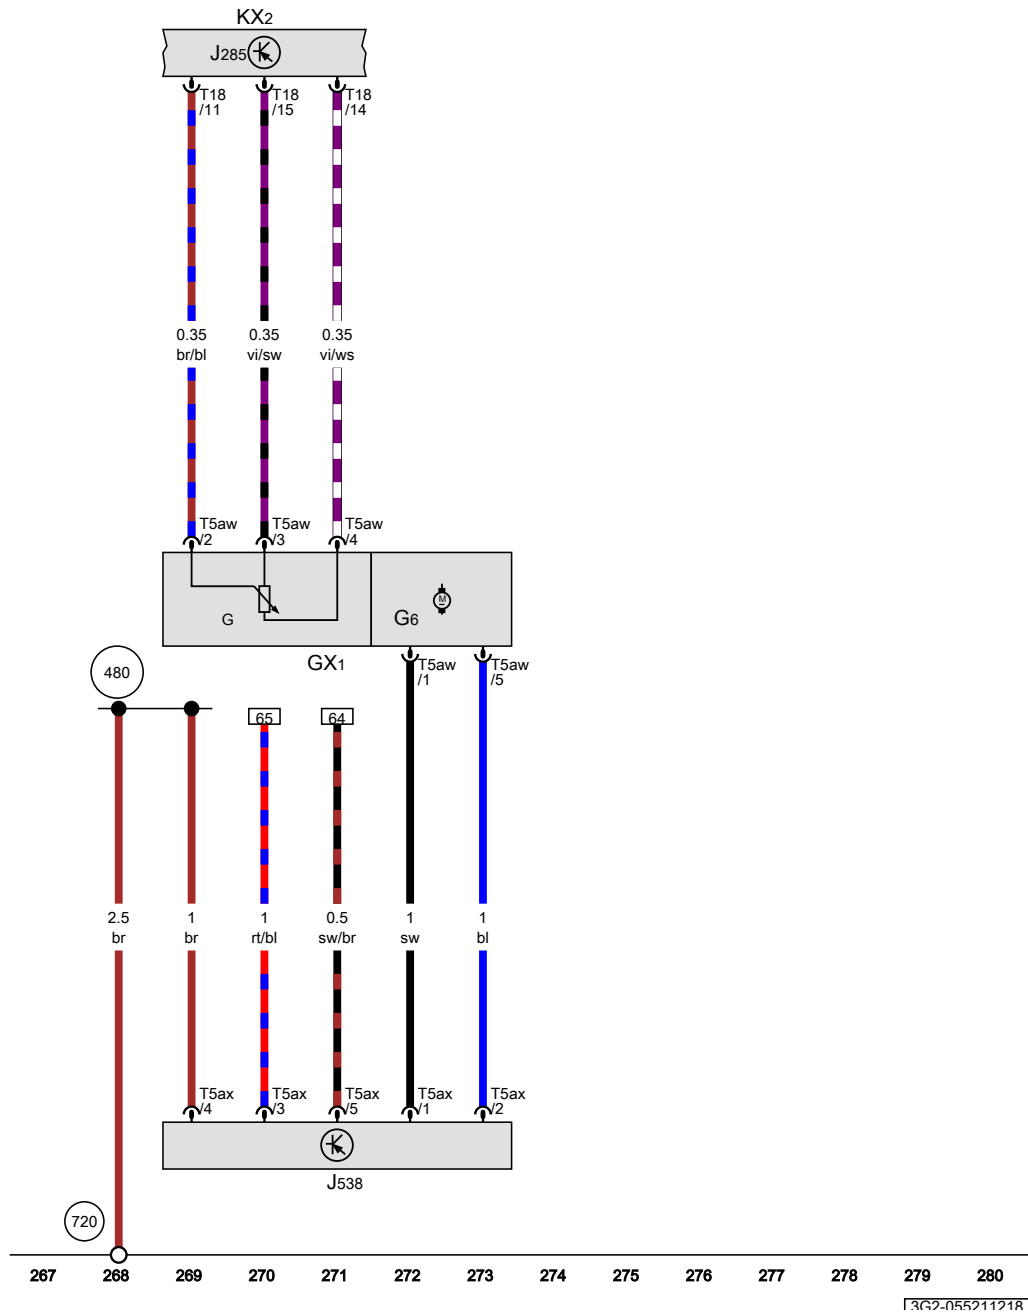 KX2
J285
T18 T18 T18
/11 /15 /14
0.35 0.35 0.35
br/bl vi/sw vi/ws
T5aw T5aw T5aw
/2 /3 /4
M
G G6
GX1
T5aw T5aw
/1 /5
480
65 64
2.5 1 1 0.5 1 1
br br rt/bl sw/br sw bl
T5ax T5ax T5ax T5ax T5ax
/4 /3 /5 /1 /2
J538
720
267 268 269 270 271 272 273 274 275 276 277 278 279 280
3G2-055211218